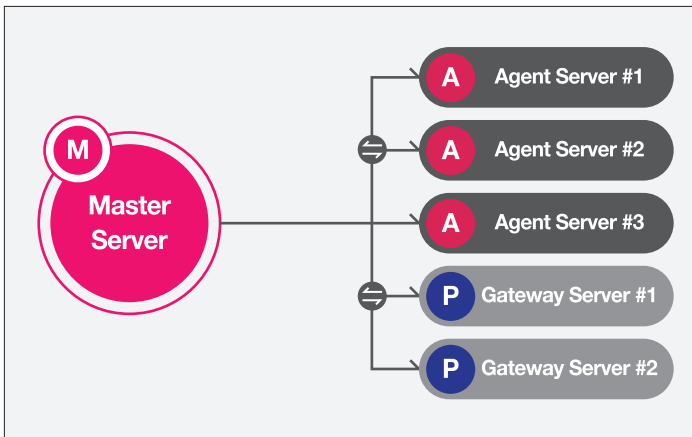 M
Master
Server
A Agent Server #1
A Agent Server #2
A Agent Server #3
P Gateway Server #1
P Gateway Server #2